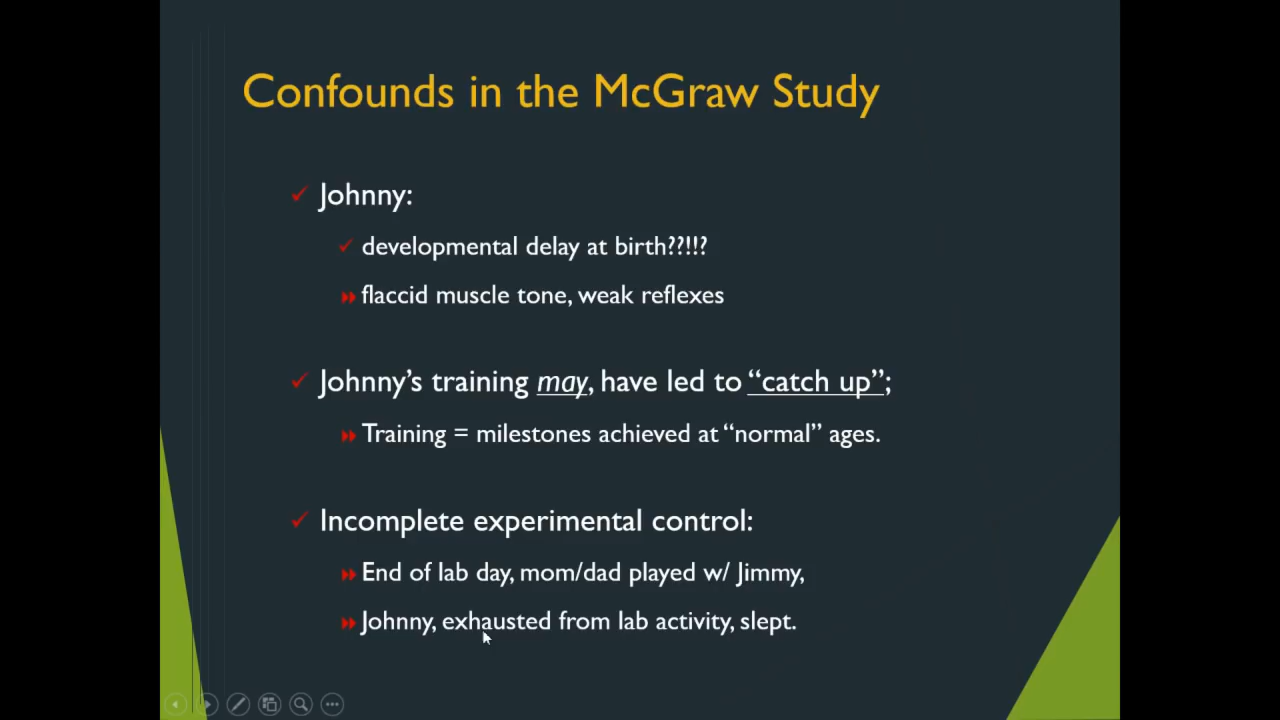 Confounds in the McGraw Study
Johnny:
developmental delay at birth??!!?
flaccid muscle tone, weak reflexes
Johnny’s training may, have led to “catch up”;
Training = milestones achieved at “normal” ages.
Incomplete experimental control:
End of lab day, mom/dad played w/ Jimmy,
Johnny, exhausted from lab activity, slept.